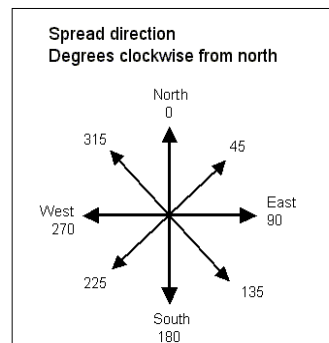 Spread direction
Degrees clockwise from north
North
0
315
45
West
270
East
90
225
135
South
180